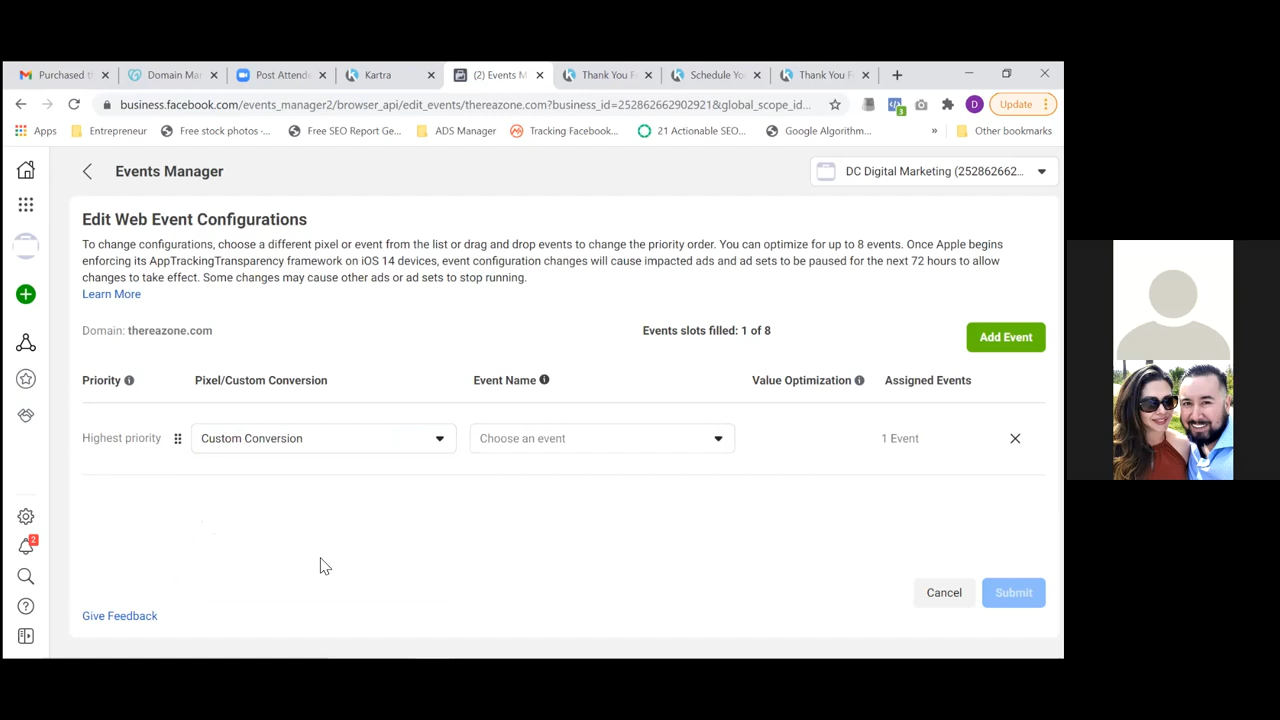 Purchased t
Domain Mar
Post Attende
Kartra
(2) Events M
Thank You F
Schedule Yo
Thank You F
business.facebook.com/events_manager2/browser_api/edit_events/thereazone.com?business_id=252862662902921&global_scope_id...
3
D
Update
Apps
Entrepreneur
Free stock photos -...
Free SEO Report Ge...
ADS Manager
Tracking Facebook...
21 Actionable SEO...
Google Algorithm...
»
Other bookmarks
Events Manager
DC Digital Marketing (252862662...
Edit Web Event Configurations
To change configurations, choose a different pixel or event from the list or drag and drop events to change the priority order. You can optimize for up to 8 events. Once Apple begins
enforcing its AppTrackingTransparency framework on iOS 14 devices, event configuration changes will cause impacted ads and ad sets to be paused for the next 72 hours to allow
changes to take effect. Some changes may cause other ads or ad sets to stop running.
Learn More
Domain: thereazone.com
Events slots filled: 1 of 8
Add Event
Priority
Pixel/Custom Conversion
Event Name
Value Optimization
Assigned Events
Highest priority
Custom Conversion
Choose an event
1 Event
2
Cancel
Submit
Give Feedback